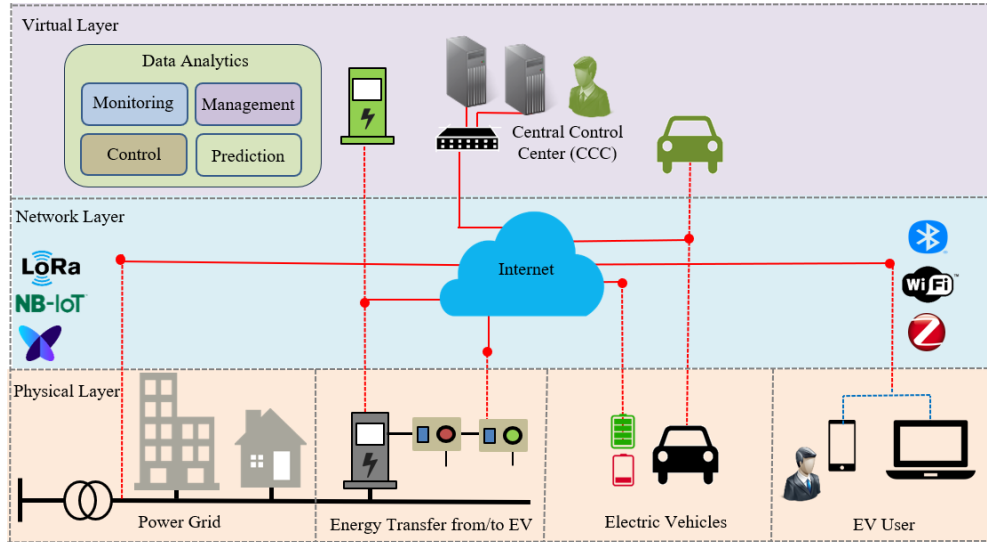 Virtual Layer
Data Analytics
Monitoring
Management
Control
Prediction
Central Control
Center (CCC)
Network Layer
Internet
LoRa
NB-IoT
WiFi™
Physical Layer
Power Grid
Energy Transfer from/to EV
Electric Vehicles
EV User